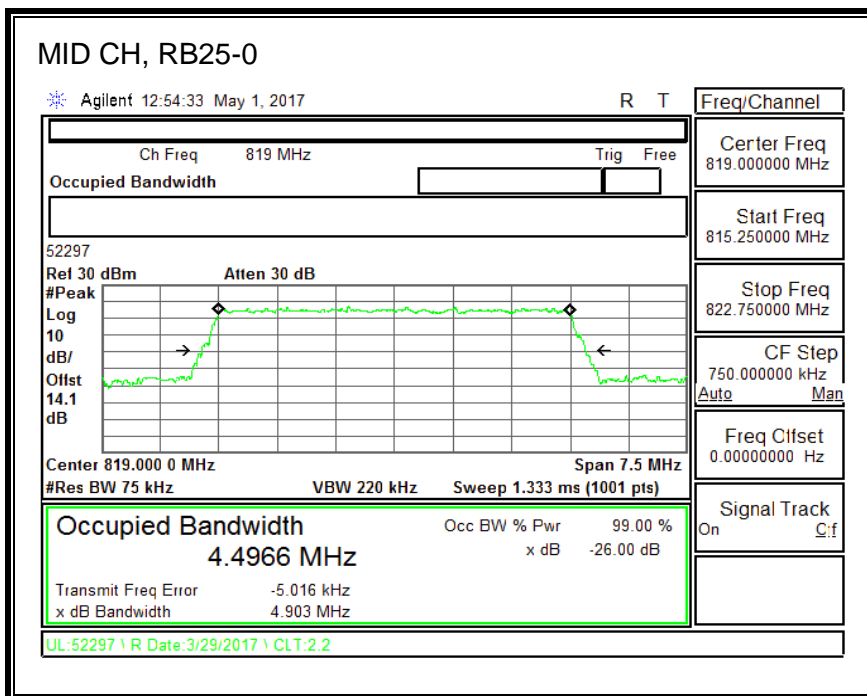 MID CH, RB25-0
Agilent 12:54:33 May 1, 2017 R T
Freq/Channel
Ch Freq 819 MHz Trig Free
Occupied Bandwidth
Center Freq
819.000000 MHz
Start Freq
815.250000 MHz
Stop Freq
822.750000 MHz
CF Step
750.000000 kHz
Auto Man
Freq Offset
0.00000000 Hz
Signal Track
On Off
52297
Ref 30 dBm Atten 30 dB
#Peak
Log
10
dB/
Offst
14.1
dB
Center 819.000 0 MHz Span 7.5 MHz
#Res BW 75 kHz VBW 220 kHz Sweep 1.333 ms (1001 pts)
Occupied Bandwidth
4.4966 MHz
Occ BW % Pwr 99.00 %
x dB -26.00 dB
Transmit Freq Error -5.016 kHz
x dB Bandwidth 4.903 MHz
UL:52297 \ R Date:3/29/2017 \ CLT:2.2